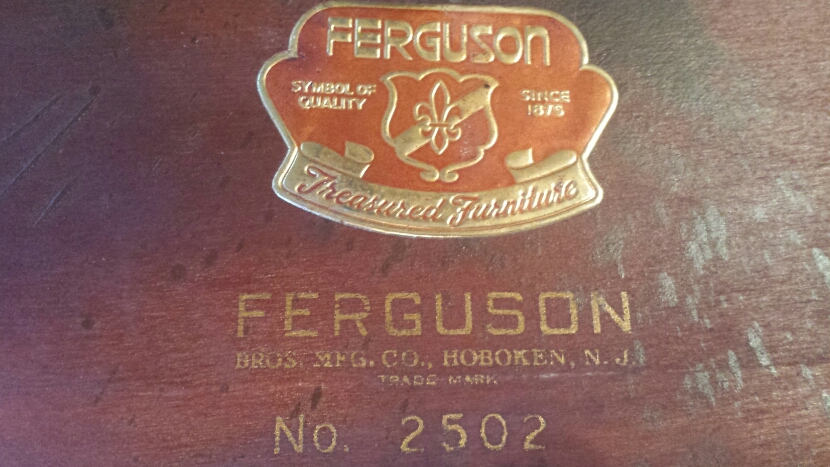 FERGUSON
SYMBOL OF
QUALITY
SINCE
1875
Treasured Furniture
FERGUSON
BROS. MFG. CO., HOBOKEN, N. J.
TRADE MARK
No. 2502